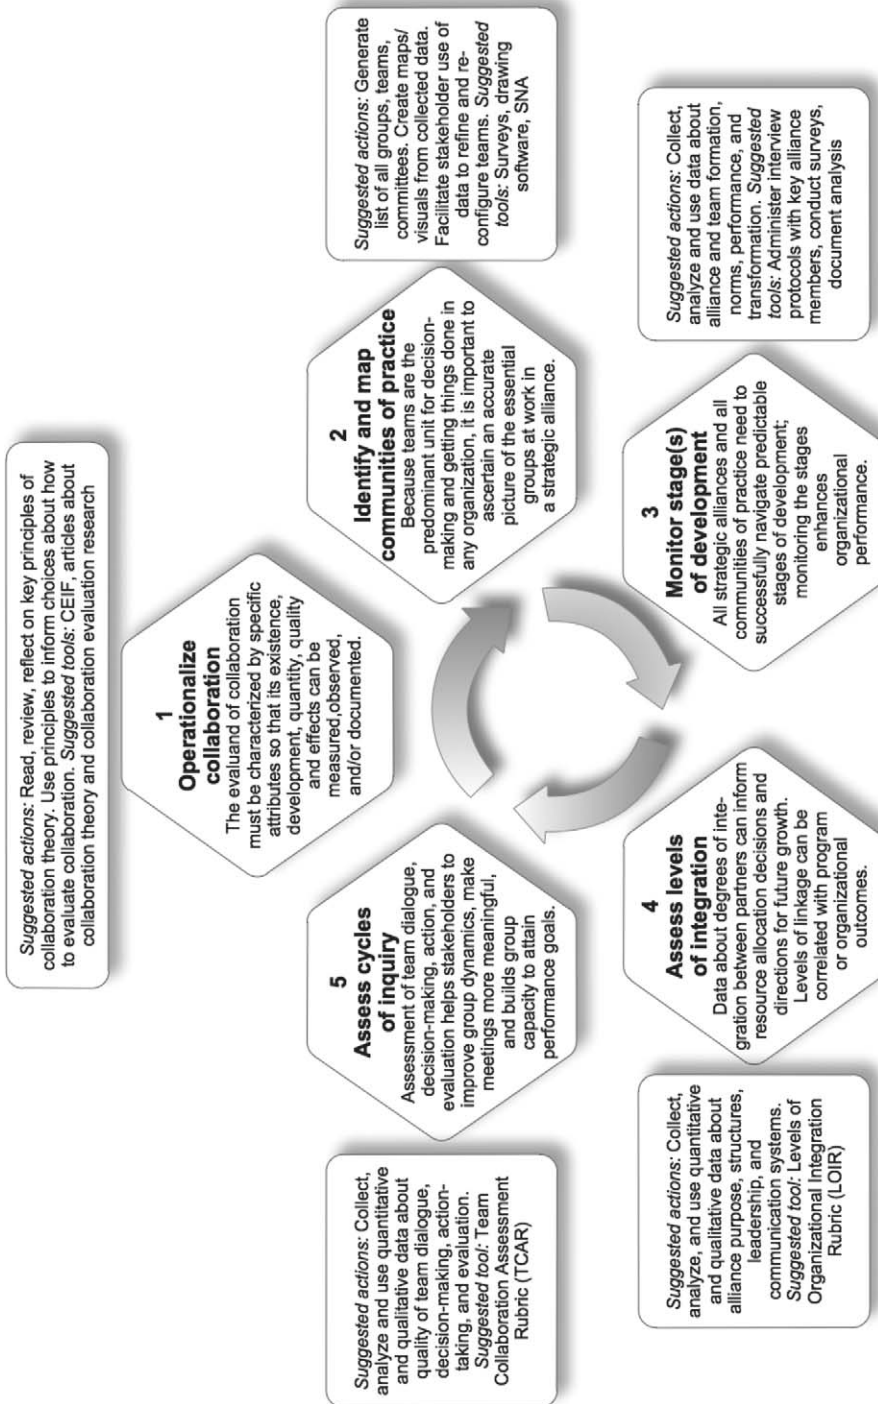 Suggested actions: Read, review, reflect on key principles of
collaboration theory. Use principles to inform choices about how
to evaluate collaboration. Suggested tools: CEIF, articles about
collaboration theory and collaboration evaluation research
1
Operationalize
collaboration
The evaluand of collaboration
must be characterized by specific
attributes so that its existence,
development, quantity, quality
and effects can be
measured,observed,
and/or documented.
2
Identify and map
communities of practice
Because teams are the
predominant unit for decision-
making and getting things done in
any organization, it is important to
ascertain an accurate
picture of the essential
groups at work in
a strategic alliance.
Suggested actions: Generate
list of all groups, teams,
committees. Create maps/
visuals from collected data.
Facilitate stakeholder use of
data to refine and re-
configure teams. Suggested
tools: Surveys, drawing
software, SNA
3
Monitor stage(s)
of development
All strategic alliances and all
communities of practice need to
successfully navigate predictable
stages of development;
monitoring the stages
enhances
organizational
performance.
Suggested actions: Collect,
analyze and use data about
alliance and team formation,
norms, performance, and
transformation. Suggested
tools: Administer interview
protocols with key alliance
members, conduct surveys,
document analysis
4
Assess levels
of integration
Data about degrees of inte-
gration between partners can inform
resource allocation decisions and
directions for future growth.
Levels of linkage can be
correlated with program
or organizational
outcomes.
Suggested actions: Collect,
analyze, and use quantitative
and qualitative data about
alliance purpose, structures,
leadership, and
communication systems.
Suggested tool: Levels of
Organizational Integration
Rubric (LOIR)
5
Assess cycles
of inquiry
Assessment of team dialogue,
decision-making, action, and
evaluation helps stakeholders to
improve group dynamics, make
meetings more meaningful,
and builds group
capacity to attain
performance goals.
Suggested actions: Collect,
analyze and use quantitative
and qualitative data about
quality of team dialogue,
decision-making, action-
taking, and evaluation.
Suggested tool: Team
Collaboration Assessment
Rubric (TCAR)